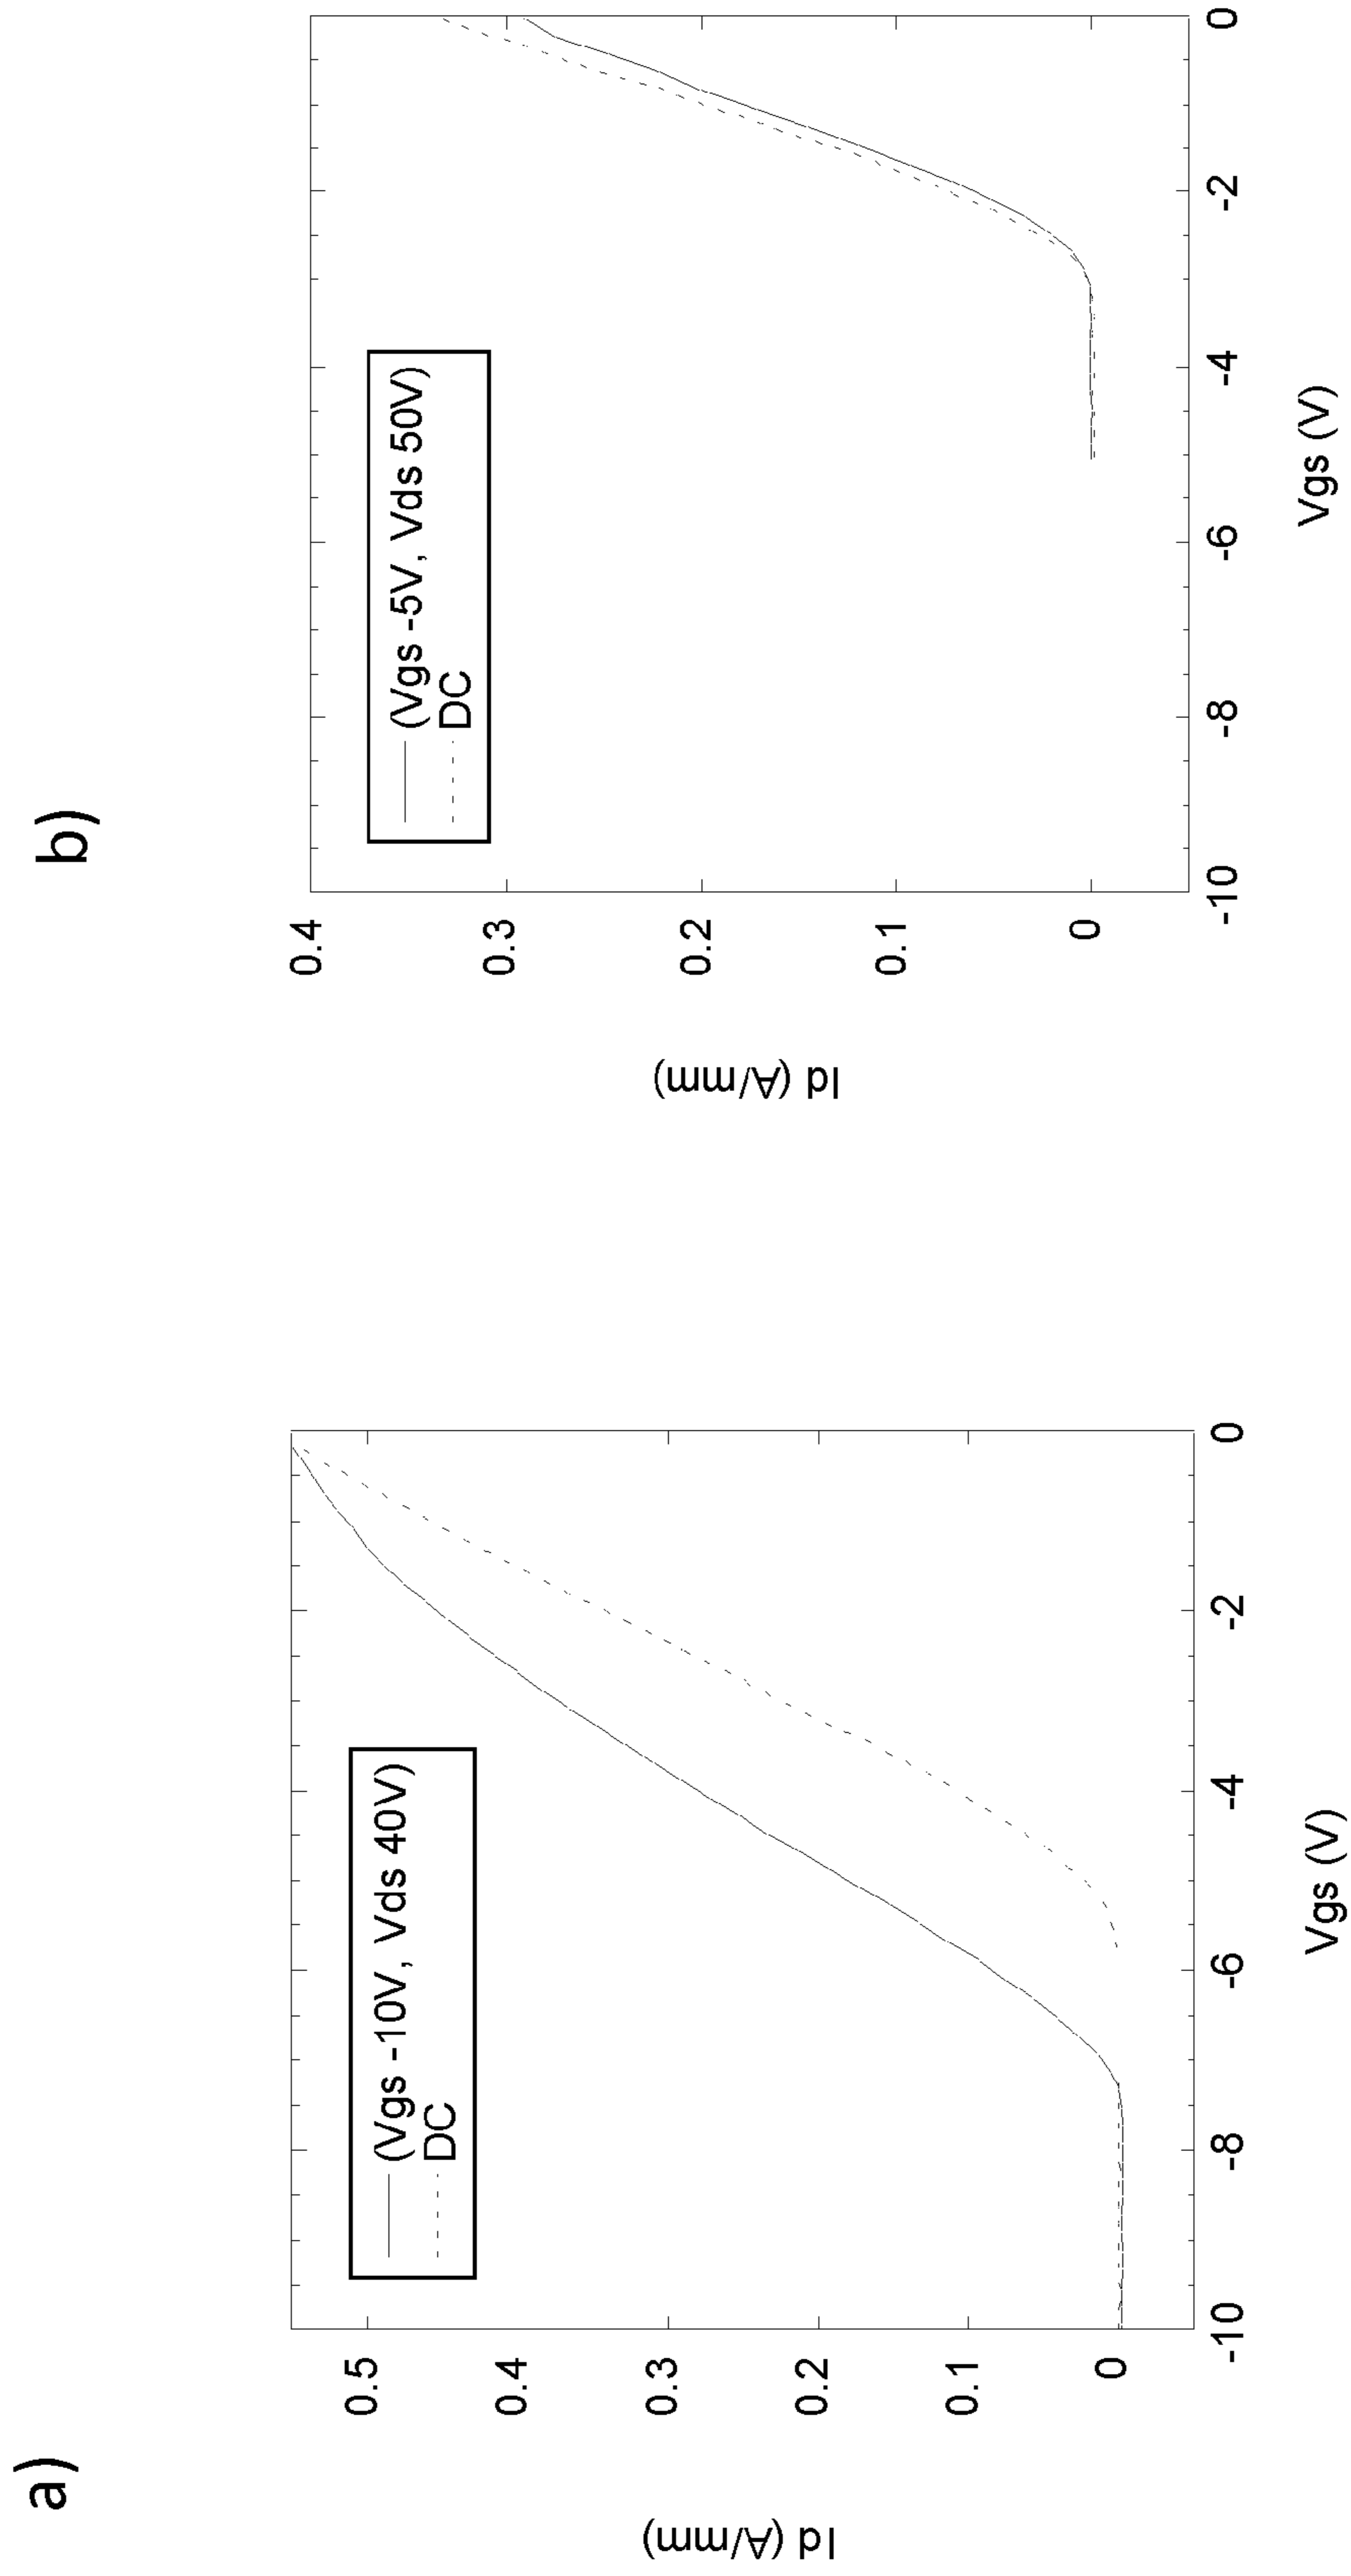 a)
(Vgs -10V, Vds 40V)
DC
0.5
0.4
0.3
0.2
0.1
0
Id (A/mm)
-10
-8
-6
-4
-2
0
Vgs (V)
b)
(Vgs -5V, Vds 50V)
DC
0.4
0.3
0.2
0.1
0
Id (A/mm)
-10
-8
-6
-4
-2
0
Vgs (V)